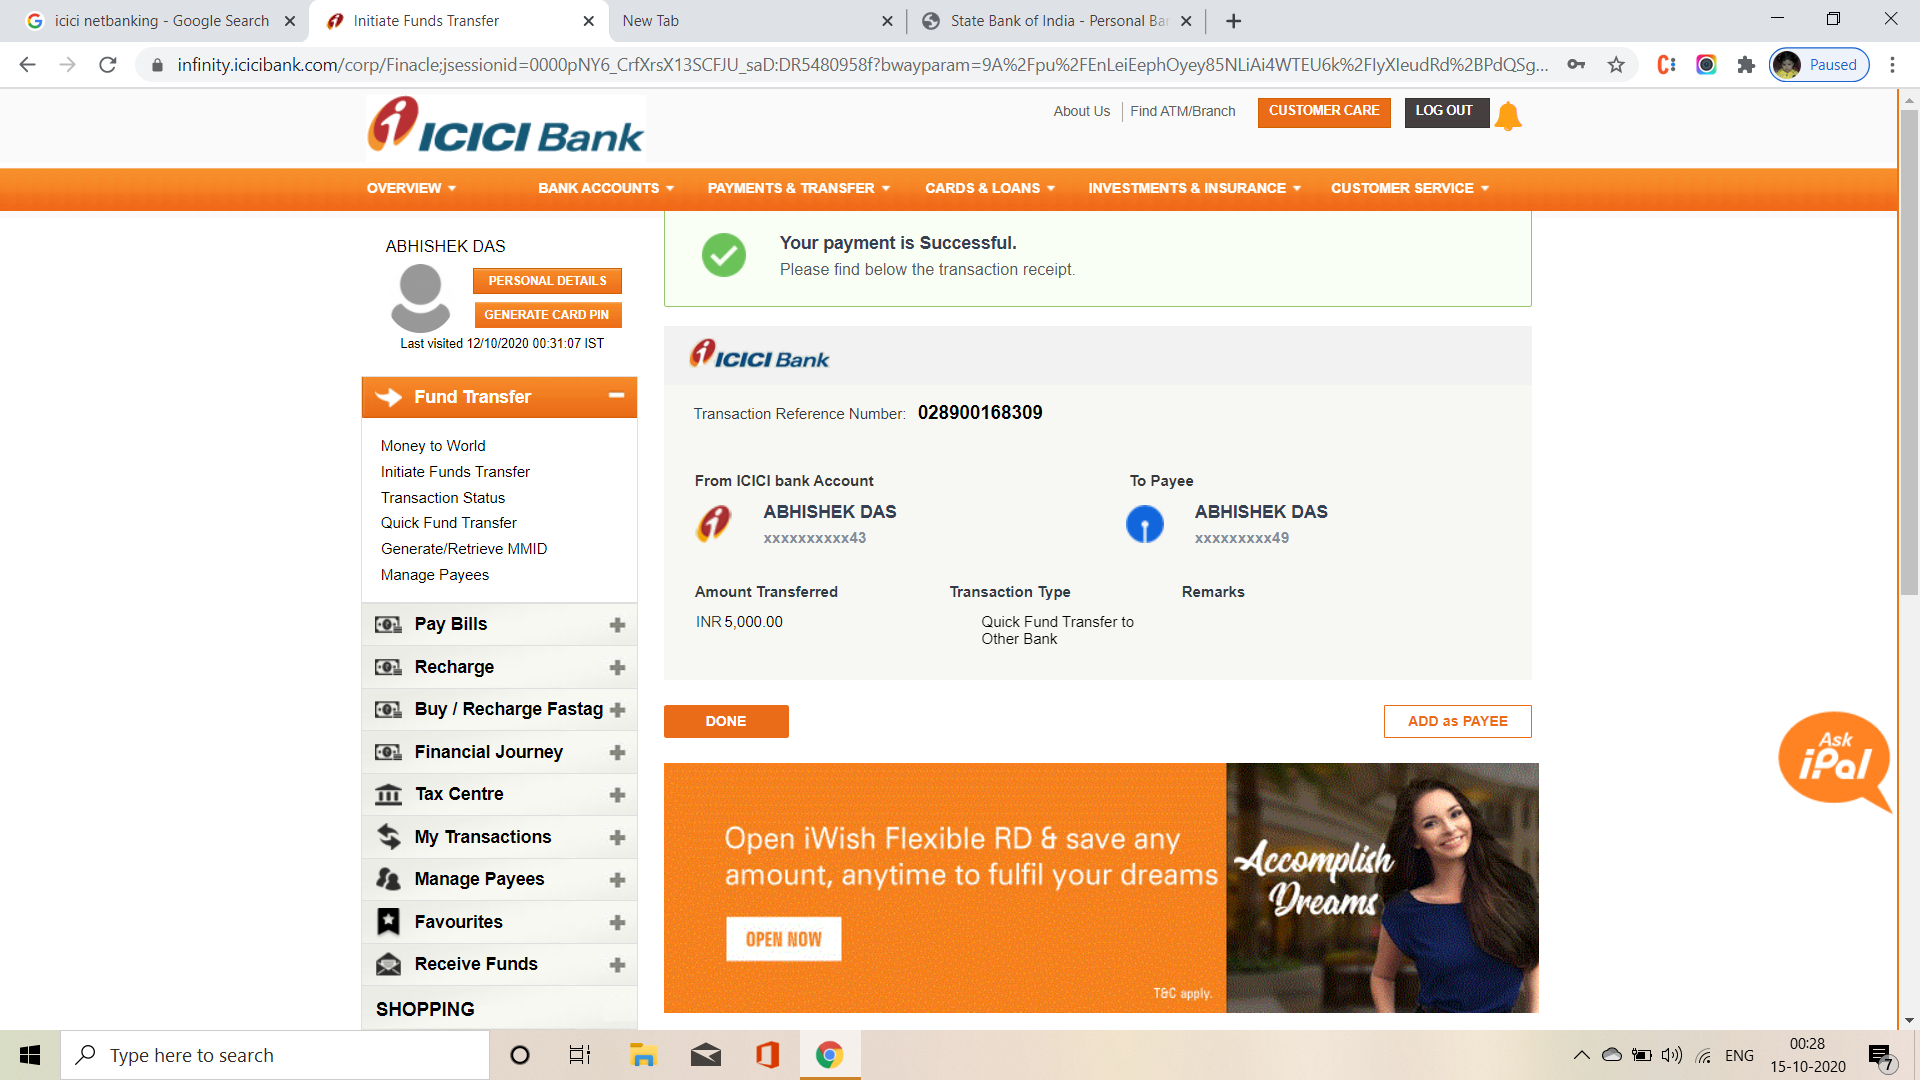 icici netbanking - Google Search
Initiate Funds Transfer
New Tab
State Bank of India - Personal Bar
infinity.icicibank.com/corp/Finacle;jsessionid=0000pNY6_CrfXrsX13SCFJU_saD:DR5480958f?bwayparam=9A%2Fpu%2FEnLeiEephOyey85NLiAi4WTEU6k%2FIyXIeudRd%2BPdQSg...
Paused
ICICI Bank
About Us
Find ATM/Branch
CUSTOMER CARE
LOG OUT
OVERVIEW
BANK ACCOUNTS
PAYMENTS & TRANSFER
CARDS & LOANS
INVESTMENTS & INSURANCE
CUSTOMER SERVICE
ABHISHEK DAS
PERSONAL DETAILS
GENERATE CARD PIN
Last visited 12/10/2020 00:31:07 IST
Fund Transfer
Money to World
Initiate Funds Transfer
Transaction Status
Quick Fund Transfer
Generate/Retrieve MMID
Manage Payees
Pay Bills
Recharge
Buy / Recharge Fastag
Financial Journey
Tax Centre
My Transactions
Manage Payees
Favourites
Receive Funds
SHOPPING
Your payment is Successful.
Please find below the transaction receipt.
ICICI Bank
Transaction Reference Number: 028900168309
From ICICI bank Account
To Payee
ABHISHEK DAS
xxxxxxxxxx43
ABHISHEK DAS
xxxxxxxxx49
Amount Transferred
Transaction Type
Remarks
INR 5,000.00
Quick Fund Transfer to
Other Bank
DONE
ADD as PAYEE
Ask
iPal
Open iWish Flexible RD & save any
amount, anytime to fulfil your dreams
OPEN NOW
T&C apply.
Accomplish
Dreams
Type here to search
ENG
00:28
15-10-2020
7